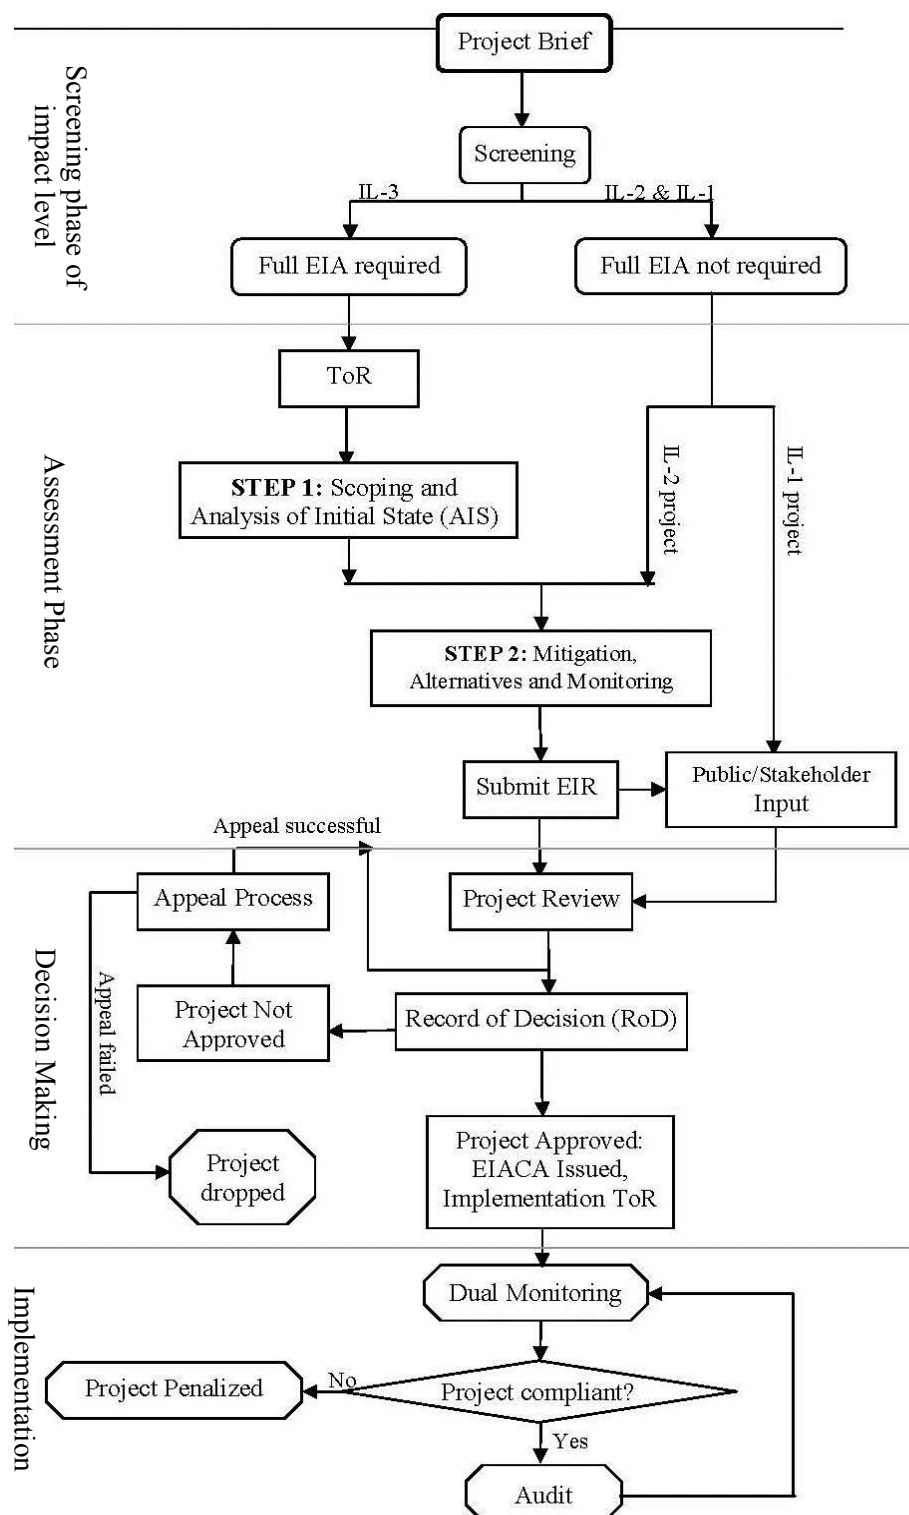 Project Brief
Screening phase of
impact level
Screening
IL-3
IL-2 & IL-1
Full EIA required
Full EIA not required
ToR
Assessment Phase
STEP 1: Scoping and
Analysis of Initial State (AIS)
IL-2 project
IL-1 project
STEP 2: Mitigation,
Alternatives and Monitoring
Submit EIR
Public/Stakeholder
Input
Appeal successful
Decision Making
Appeal Process
Project Review
Appeal failed
Project Not
Approved
Record of Decision (RoD)
Project
dropped
Project Approved:
EIACA Issued,
Implementation ToR
Implementation
Dual Monitoring
Project Penalized
No
Project compliant?
Yes
Audit